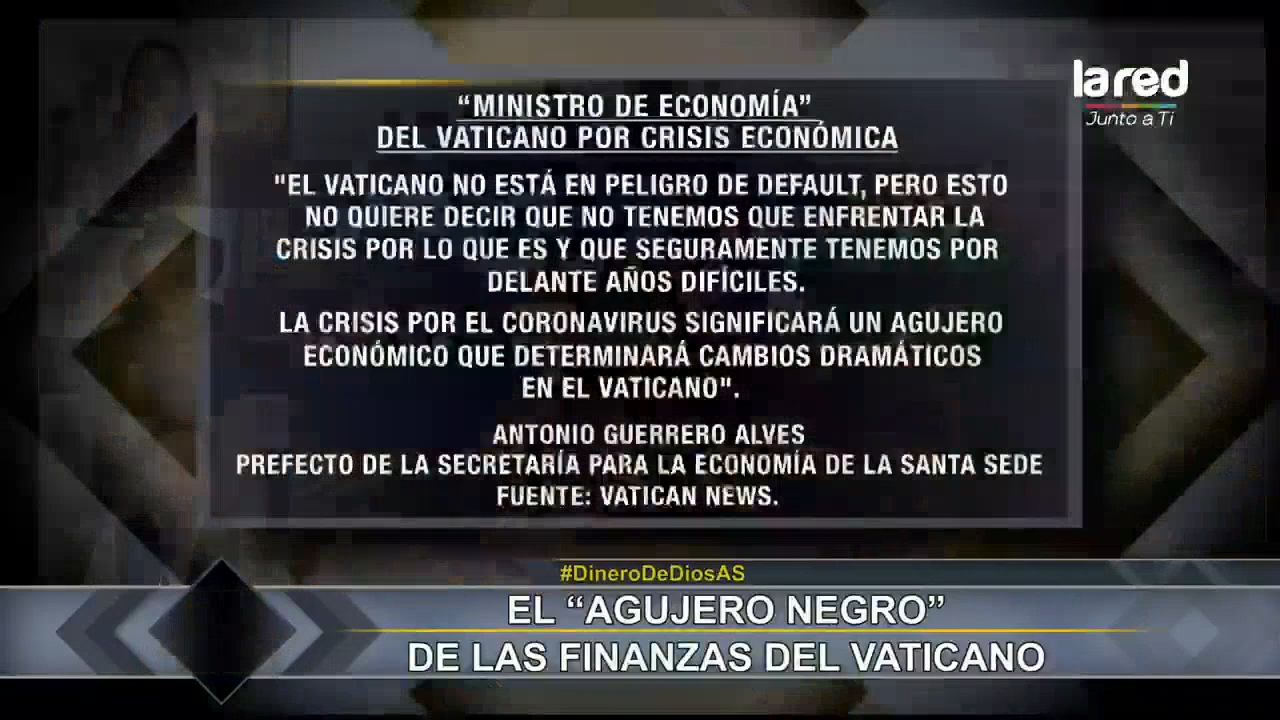 lared
Junto a Ti
“MINISTRO DE ECONOMÍA”
DEL VATICANO POR CRISIS ECONÓMICA
"EL VATICANO NO ESTÁ EN PELIGRO DE DEFAULT, PERO ESTO
NO QUIERE DECIR QUE NO TENEMOS QUE ENFRENTAR LA
CRISIS POR LO QUE ES Y QUE SEGURAMENTE TENEMOS POR
DELANTE AÑOS DIFÍCILES.
LA CRISIS POR EL CORONAVIRUS SIGNIFICARÁ UN AGUJERO
ECONÓMICO QUE DETERMINARÁ CAMBIOS DRAMÁTICOS
EN EL VATICANO".
ANTONIO GUERRERO ALVES
PREFECTO DE LA SECRETARÍA PARA LA ECONOMÍA DE LA SANTA SEDE
FUENTE: VATICAN NEWS.
#DineroDeDiosAS
EL “AGUJERO NEGRO”
DE LAS FINANZAS DEL VATICANO